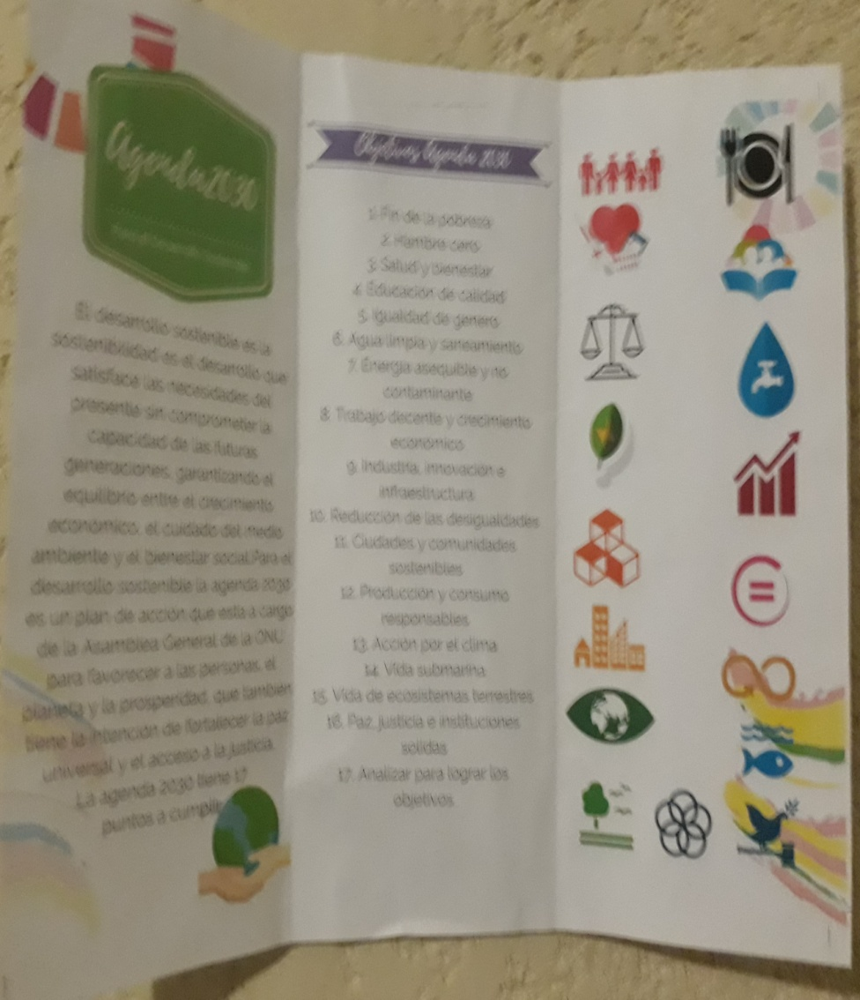 Agenda2030
El desarrollo sostenible es la
sostenibilidad es el desarrollo que
satisface las necesidades del
presente sin comprometer la
capacidad de las futuras
generaciones, garantizando el
equilibrio entre el crecimiento
económico, el cuidado del medio
ambiente y el bienestar social.Para el
desarrollo sostenible la agenda 2030
es un plan de acción que esta a cargo
de la Asamblea General de la ONU
para favorecer a las personas, el
planeta y la prosperidad, que también
tiene la intención de fortalecer la paz
universal y el acceso a la justicia.
La agenda 2030 tiene 17
puntos a cumplir
Objetivos Agenda 2030
1. Fin de la pobreza
2. Hambre cero
3. Salud y bienestar
4. Educación de calidad
5. Igualdad de genero
6. Agua limpia y saneamiento
7. Energia asequible y no
contaminante
8. Trabajo decente y crecimiento
economico
9. Industria, innovación e
infraestructura
10. Reducción de las desigualdades
11. Ciudades y comunidades
sostenibles
12. Producción y consumo
responsables
13. Acción por el clima
14. Vida submarina
15. Vida de ecosistemas terrestres
16. Paz, justicia e instituciones
solidas
17. Analizar para lograr los
objetivos